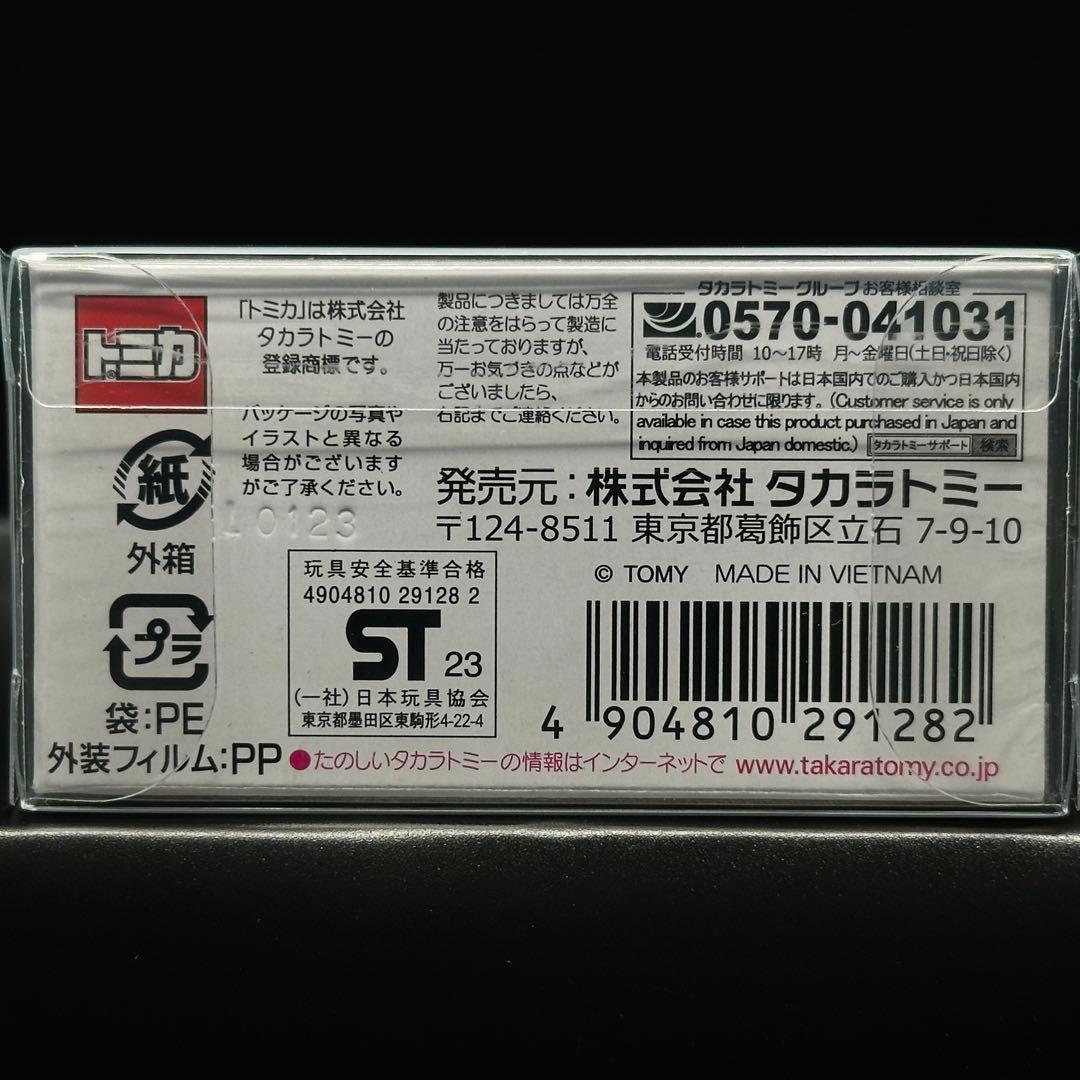 トミカ
「トミカ」は株式会社
タカラトミーの
登録商標です。
パッケージの写真や
イラストと異なる
場合がございます
がご了承ください。
製品につきましては万全
の注意をはらって製造に
当たっておりますが、
万一お気づきの点などが
ございましたら、
右記までご連絡ください。
タカラトミーグループお客様相談室
0570-041031
電話受付時間 10〜17時 月〜金曜日(土日・祝日除く)
本製品のお客様サポートは日本国内でのご購入かつ日本国内
からのお問い合わせに限ります。(Customer service is only
available in case this product purchased in Japan and
inquired from Japan domestic.) タカラトミーサポート 検索
発売元:株式会社 タカラトミー
〒124-8511 東京都葛飾区立石 7-9-10
© TOMY MADE IN VIETNAM
紙
外箱
プラ
袋:PE
外装フィルム:PP
0123
玩具安全基準合格
4904810 29128 2
ST 23
(一社)日本玩具協会
東京都墨田区東駒形4-22-4
4 904810 291282
●たのしいタカラトミーの情報はインターネットで www.takaratomy.co.jp